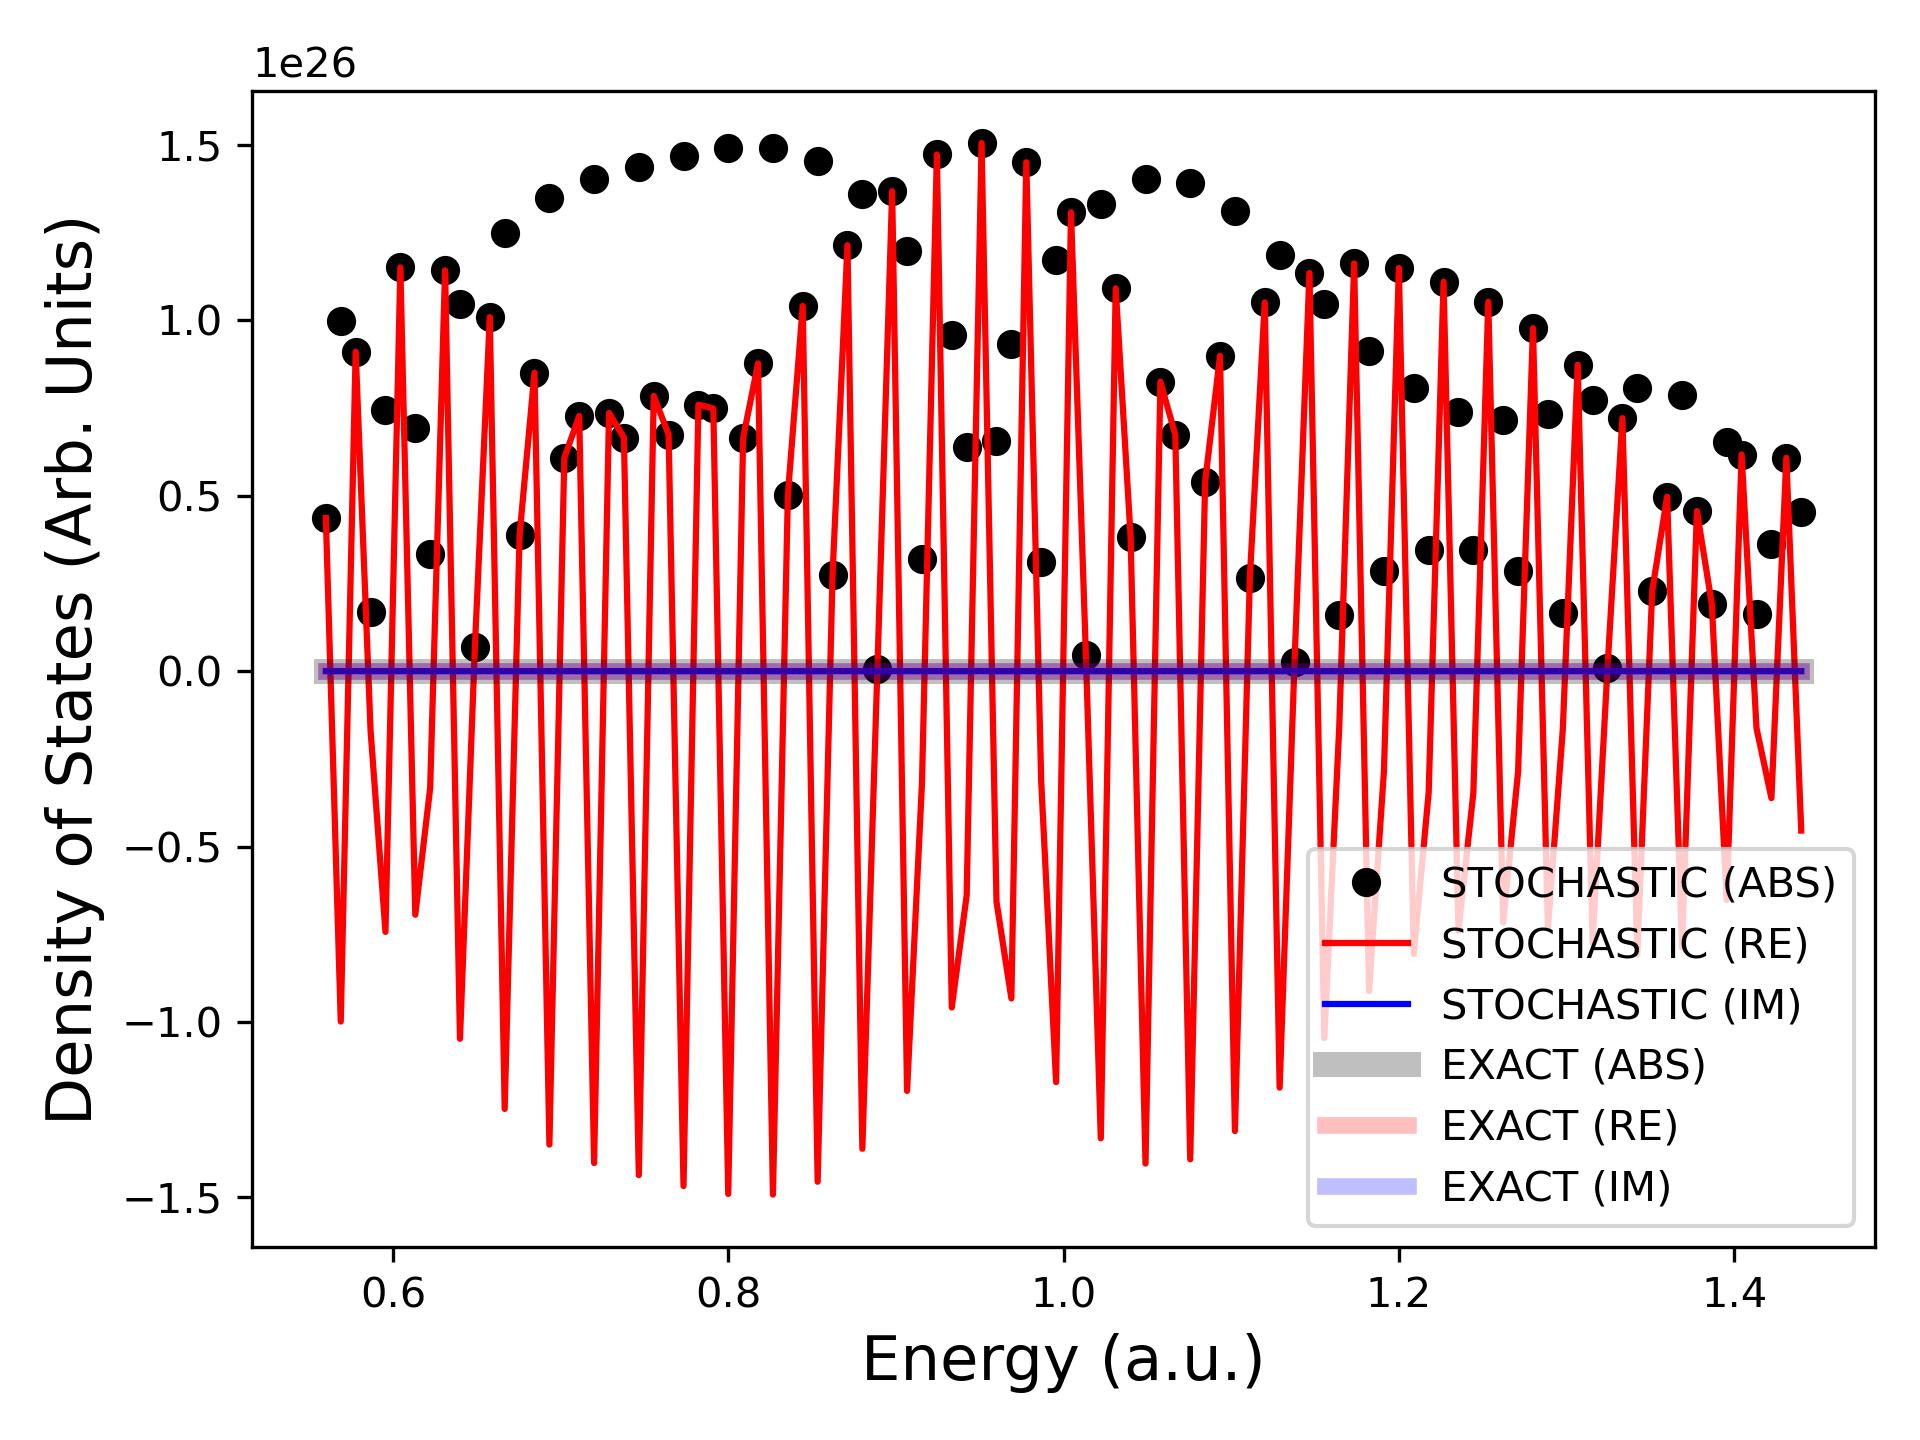 1e26
1.5
1.0
0.5
0.0
−0.5
−1.0
−1.5
Density of States (Arb. Units)
0.6 0.8 1.0 1.2 1.4
Energy (a.u.)
STOCHASTIC (ABS)
STOCHASTIC (RE)
STOCHASTIC (IM)
EXACT (ABS)
EXACT (RE)
EXACT (IM)